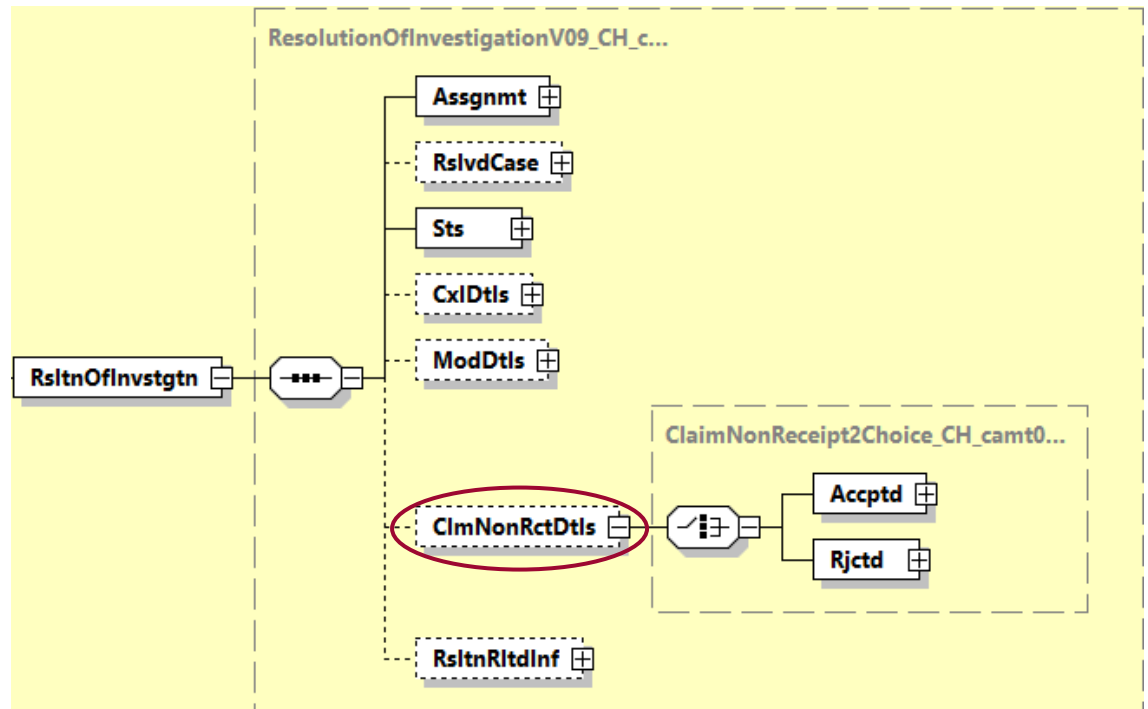 ResolutionOfInvestigationV09_CH_c...
Assgnmt
RslvdCase
Sts
CxlDtls
ModDtls
RsltnOfInvstgtn
ClaimNonReceipt2Choice_CH_camt0...
Accptd
ClmNonRctDtls
Rjctd
RsltnRltdInf